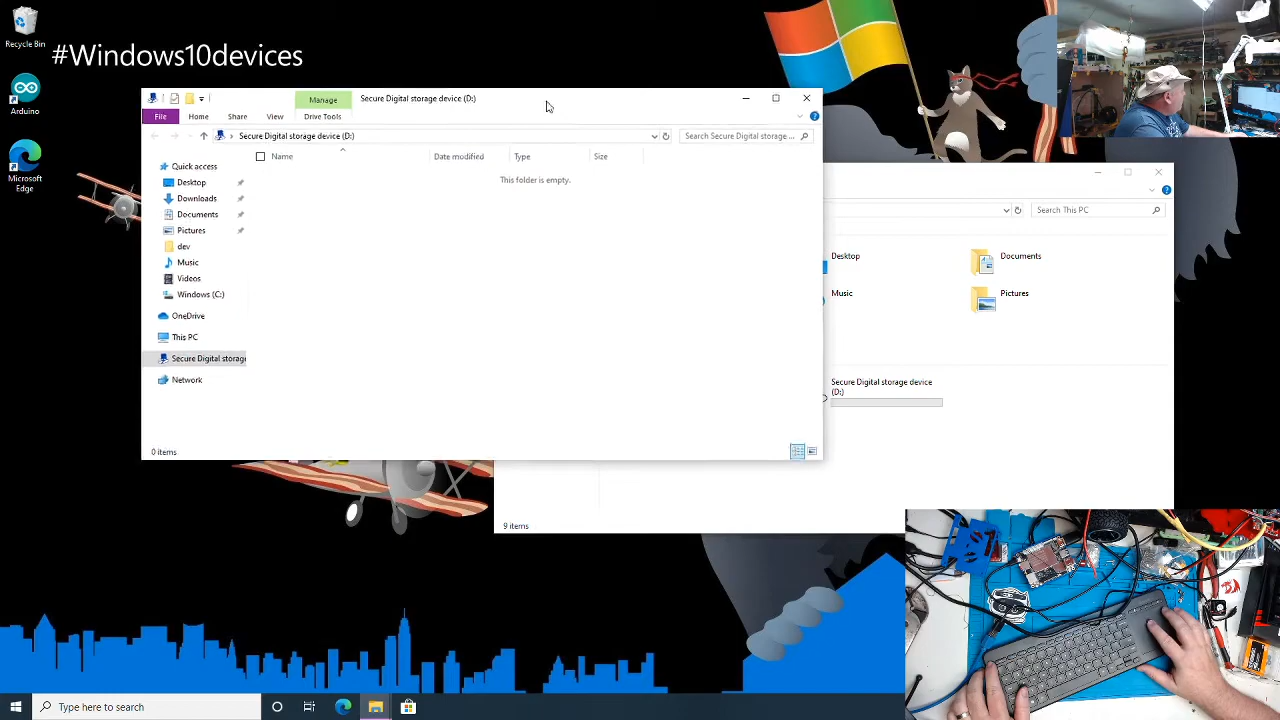 Recycle Bin
#Windows10devices
Arduino
Microsoft
Edge
Manage
Secure Digital storage device (D:)
File
Home
Share
View
Drive Tools
Secure Digital storage device (D:)
Search Secure Digital storage ...
Name
Date modified
Type
Size
This folder is empty.
Quick access
Desktop
Downloads
Documents
Pictures
dev
Music
Videos
Windows (C:)
OneDrive
This PC
Secure Digital storage
Network
0 items
Search This PC
Desktop
Documents
Music
Pictures
Secure Digital storage device
(D:)
9 items
Type here to search